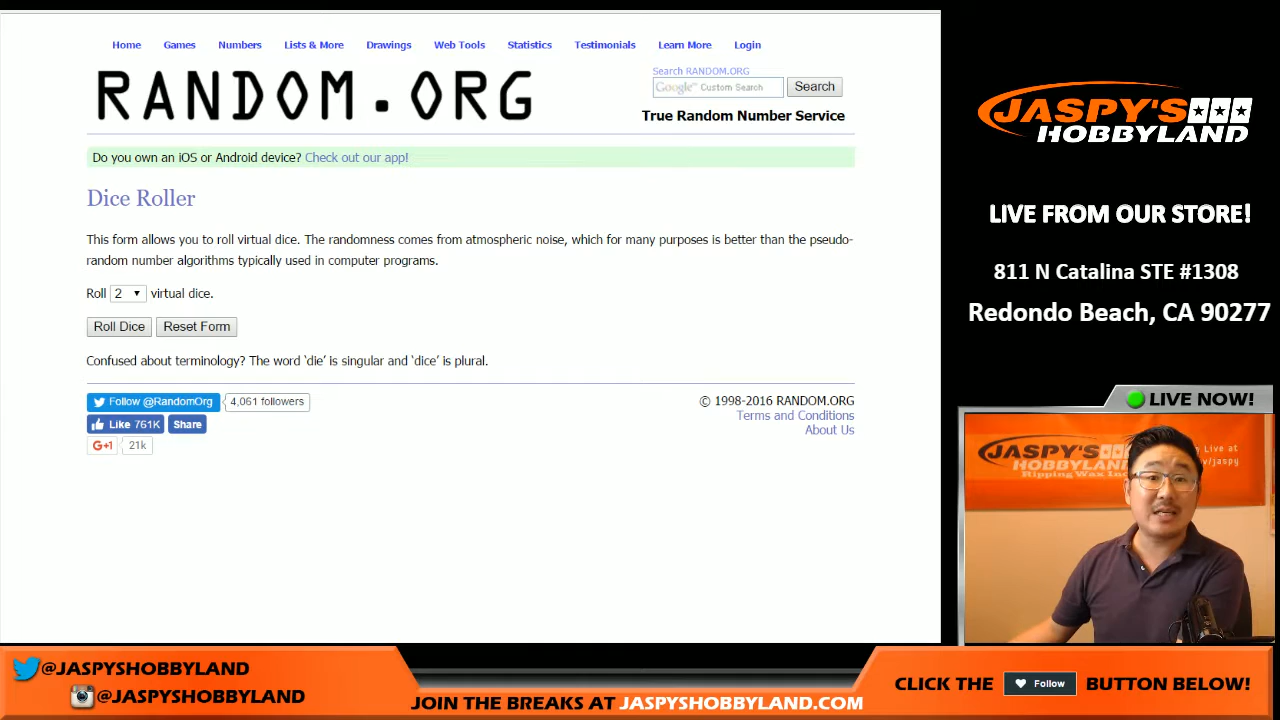 Home Games Numbers Lists & More Drawings Web Tools Statistics Testimonials Learn More Login
RANDOM.ORG
Search RANDOM.ORG
Google™ Custom Search Search
True Random Number Service
Do you own an iOS or Android device? Check out our app!
Dice Roller
This form allows you to roll virtual dice. The randomness comes from atmospheric noise, which for many purposes is better than the pseudo-
random number algorithms typically used in computer programs.
Roll 2 virtual dice.
Roll Dice Reset Form
Confused about terminology? The word ‘die’ is singular and ‘dice’ is plural.
Follow @RandomOrg 4,061 followers
Like 761K Share
G+1 21k
© 1998-2016 RANDOM.ORG
Terms and Conditions
About Us
JASPY'S
HOBBYLAND
LIVE FROM OUR STORE!
811 N Catalina STE #1308
Redondo Beach, CA 90277
LIVE NOW!
JASPY'S
HOBBYLAND
Ripping Wax
Live at
/jaspy
@JASPYSHOBBYLAND
@JASPYSHOBBYLAND
JOIN THE BREAKS AT JASPYSHOBBYLAND.COM
CLICK THE Follow BUTTON BELOW!